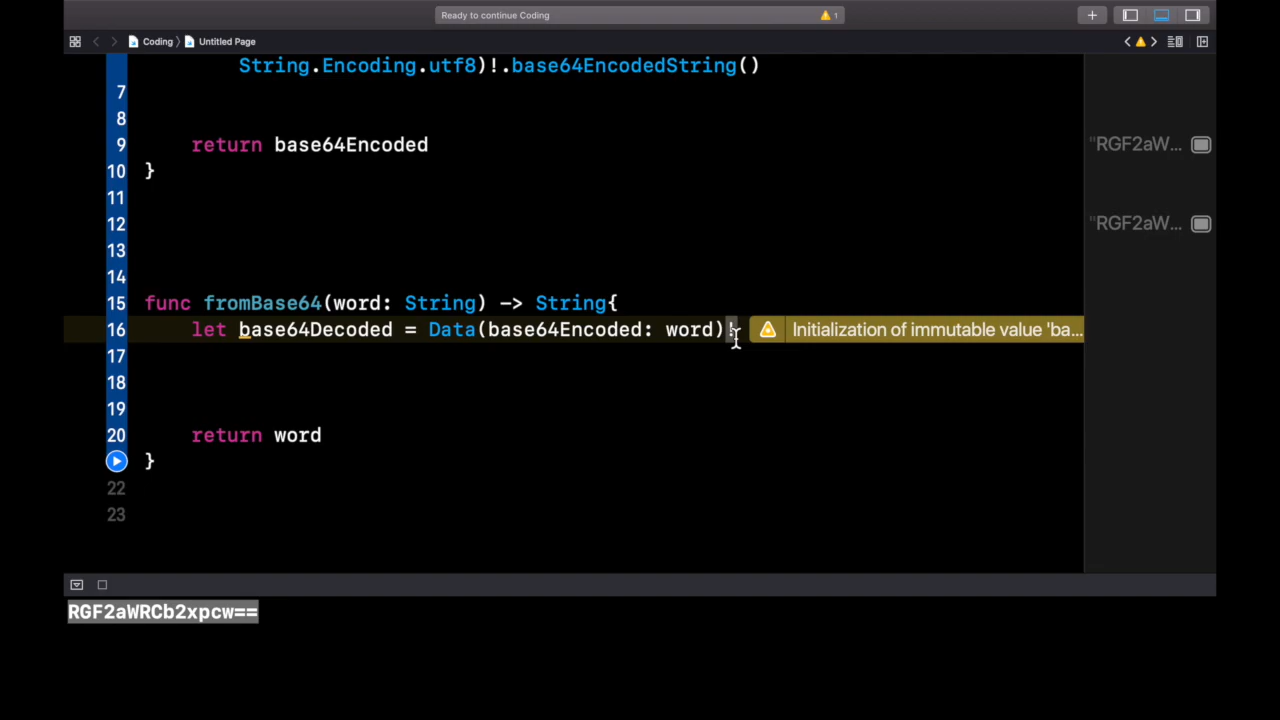 Ready to continue Coding
1
Coding
Untitled Page
String.Encoding.utf8)!.base64EncodedString()
7
8
9 return base64Encoded
"RGF2aW...
10 }
11
12
"RGF2aW...
13
14
15 func fromBase64(word: String) -> String{
16 let base64Decoded = Data(base64Encoded: word)!
Initialization of immutable value 'ba...
17
18
19
20 return word
}
22
23
RGF2aWRCb2xpcw==